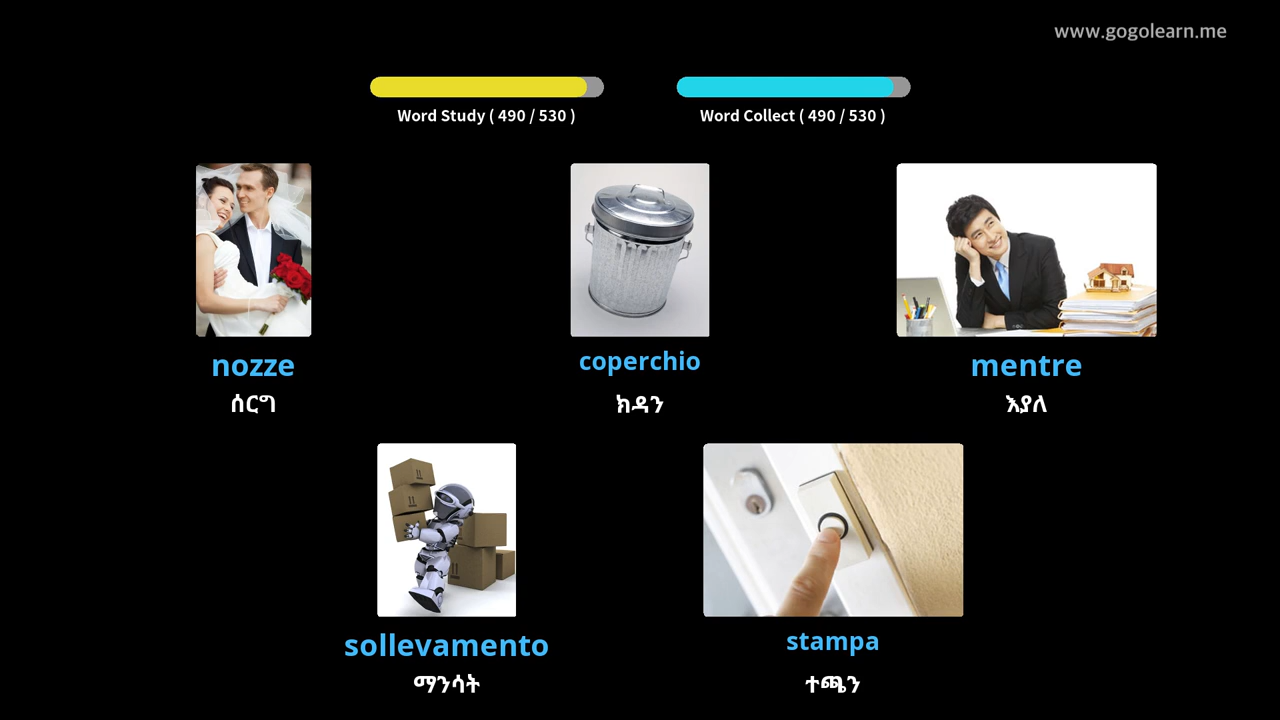 www.gogolearn.me
Word Study ( 490 / 530 )
Word Collect ( 490 / 530 )
nozze
ሰርግ
coperchio
ክዳን
mentre
እያለ
sollevamento
ማንሳት
stampa
ተጫን